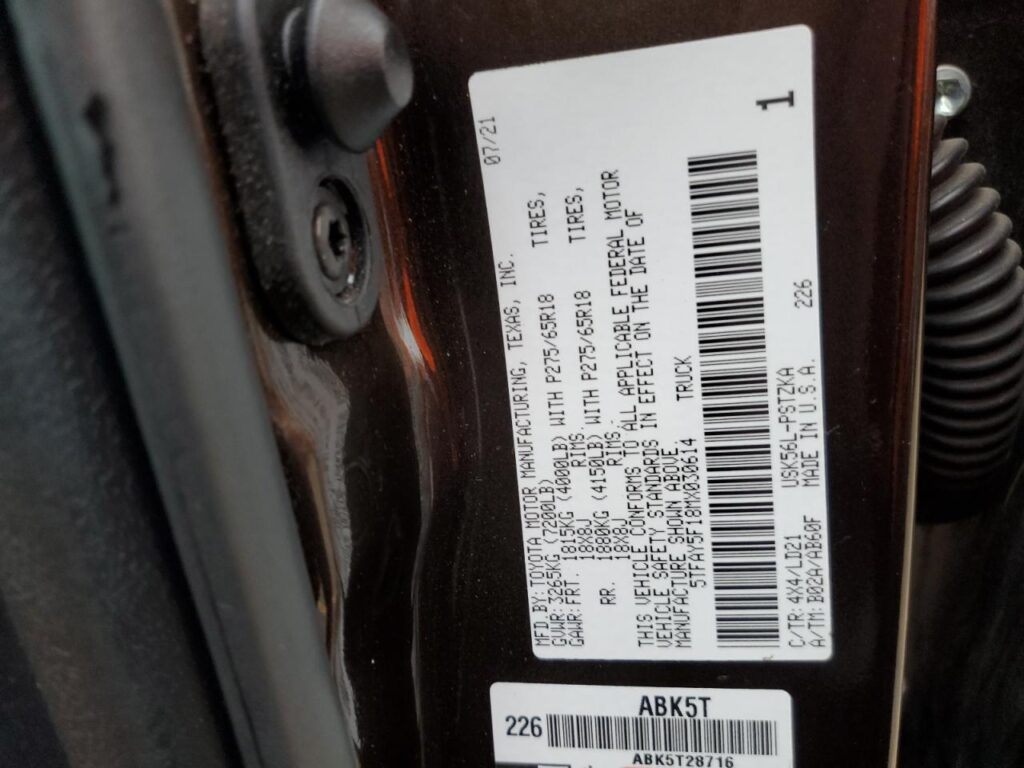 MFD.BY:TOYOTA MOTOR MANUFACTURING, TEXAS, INC. 07/21
GVWR:3265KG (7200LB)
GAWR:FRT. 1815KG (4000LB) WITH P275/65R18 TIRES,
18X8J RIMS.
RR. 1880KG (4150LB) WITH P275/65R18 TIRES,
18X8J RIMS.
THIS VEHICLE CONFORMS TO ALL APPLICABLE FEDERAL MOTOR
VEHICLE SAFETY STANDARDS IN EFFECT ON THE DATE OF
MANUFACTURE SHOWN ABOVE
5TFAY5F18MX030614 TRUCK
C/TR:4X4/LD21 USK56L-PSTZKA 226
A/TM:B02A/AB60F MADE IN U.S.A.
1
ABK5T
226
ABK5T28716